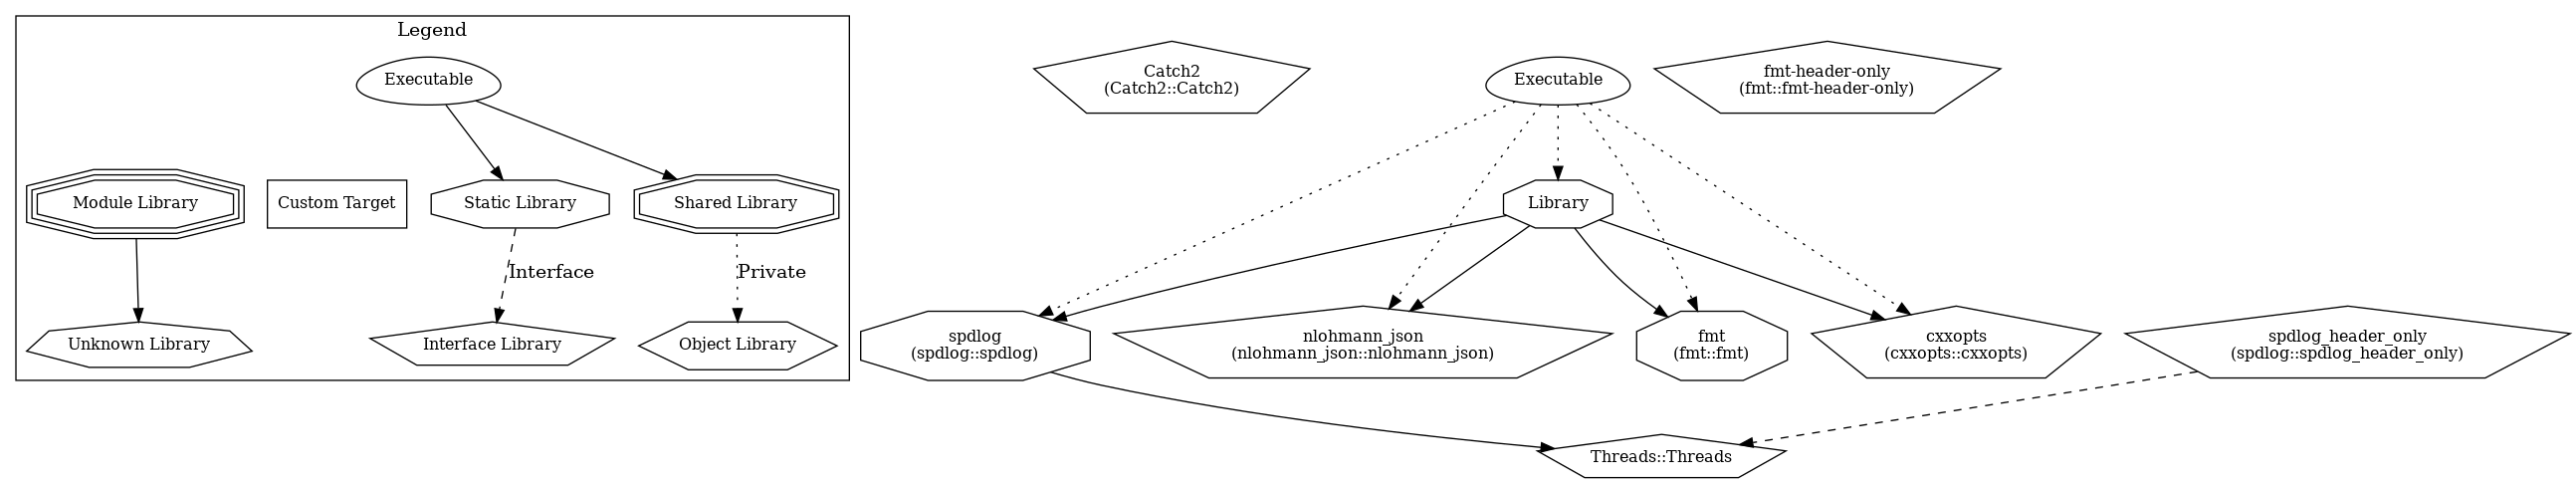 Legend
Executable
Module Library
Custom Target
Static Library
Shared Library
Interface
Private
Unknown Library
Interface Library
Object Library
Catch2
(Catch2::Catch2)
Executable
fmt-header-only
(fmt::fmt-header-only)
Library
spdlog
(spdlog::spdlog)
nlohmann_json
(nlohmann_json::nlohmann_json)
fmt
(fmt::fmt)
cxxopts
(cxxopts::cxxopts)
spdlog_header_only
(spdlog::spdlog_header_only)
Threads::Threads